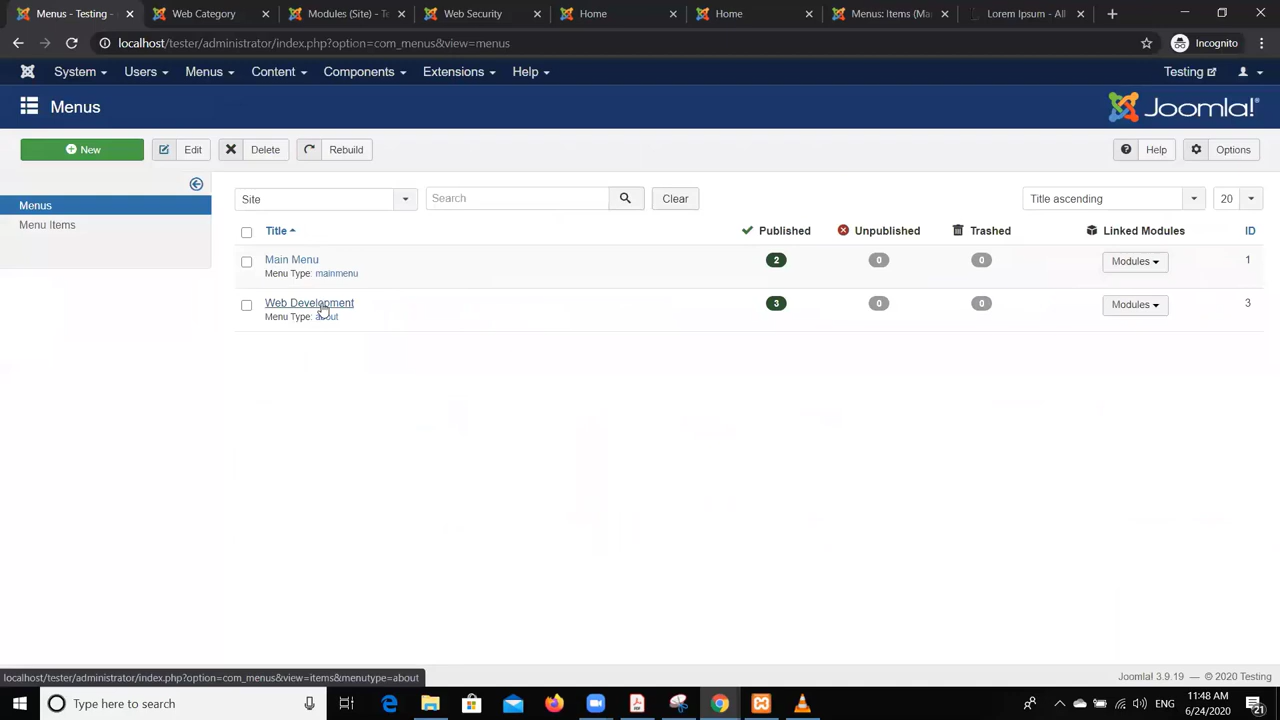 Menus - Testing -
Web Category
Modules (Site) - Te
Web Security
Home
Home
Menus: Items (Ma
Lorem Ipsum - All
localhost/tester/administrator/index.php?option=com_menus&view=menus
Incognito
System Users Menus Content Components Extensions Help
Testing
Menus
Joomla!
New
Edit
Delete
Rebuild
Help
Options
Menus
Menu Items
Site
Search
Clear
Title ascending
20
Title Published Unpublished Trashed Linked Modules ID
Main Menu 2 0 0 Modules 1
Menu Type: mainmenu
Web Development 3 0 0 Modules 3
Menu Type: about
localhost/tester/administrator/index.php?option=com_menus&view=items&menutype=about
Joomla! 3.9.19 — © 2020 Testing
Type here to search
ENG
11:48 AM
6/24/2020
21